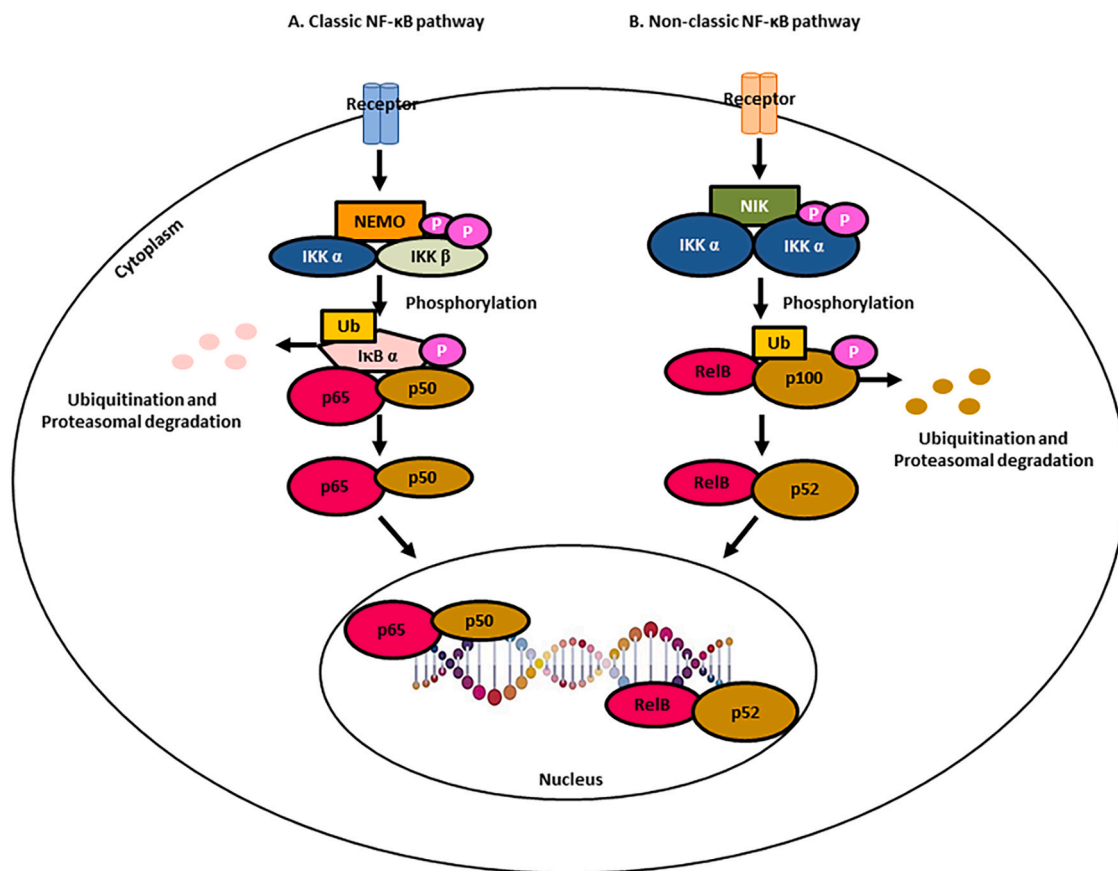 A. Classic NF-κB pathway
B. Non-classic NF-κB pathway
Receptor
Receptor
Cytoplasm
NEMO
P
P
IKK α
IKK β
NIK
P
P
IKK α
IKK α
Phosphorylation
Phosphorylation
Ub
IκB α
P
p65
p50
Ub
P
RelB
p100
Ubiquitination and
Proteasomal degradation
Ubiquitination and
Proteasomal degradation
p65
p50
RelB
p52
p65
p50
RelB
p52
Nucleus